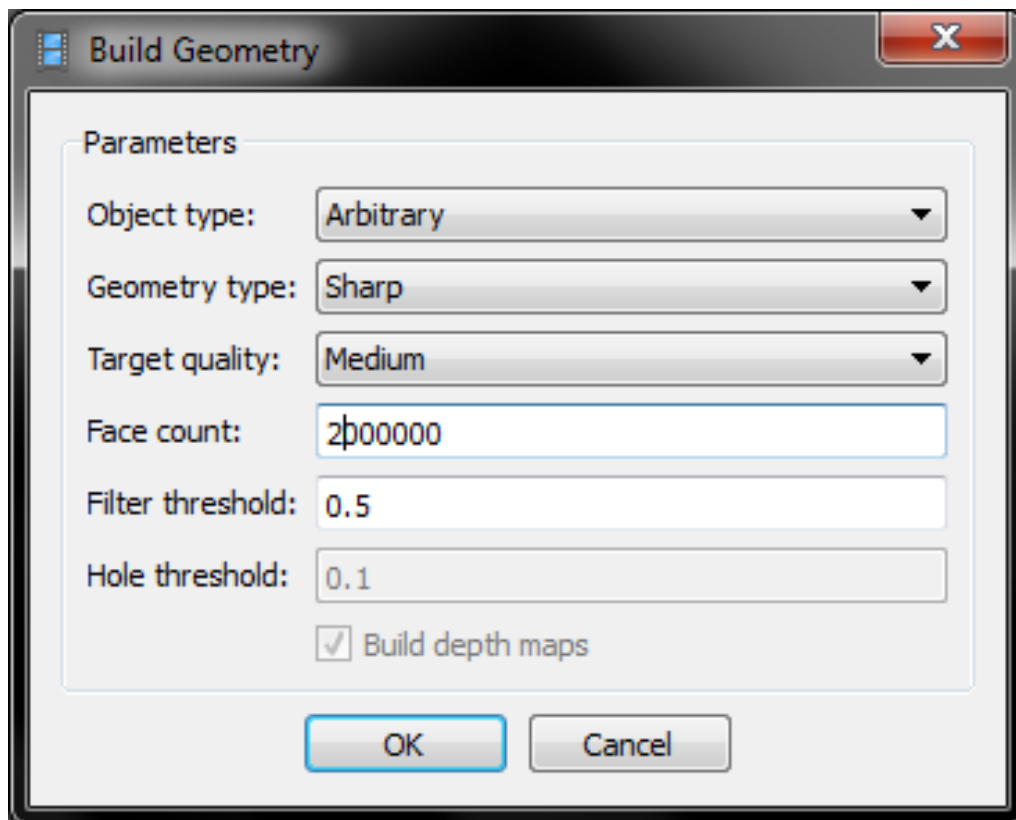 Build Geometry
Parameters
Object type: Arbitrary
Geometry type: Sharp
Target quality: Medium
Face count: 2000000
Filter threshold: 0.5
Hole threshold: 0.1
Build depth maps
OK Cancel